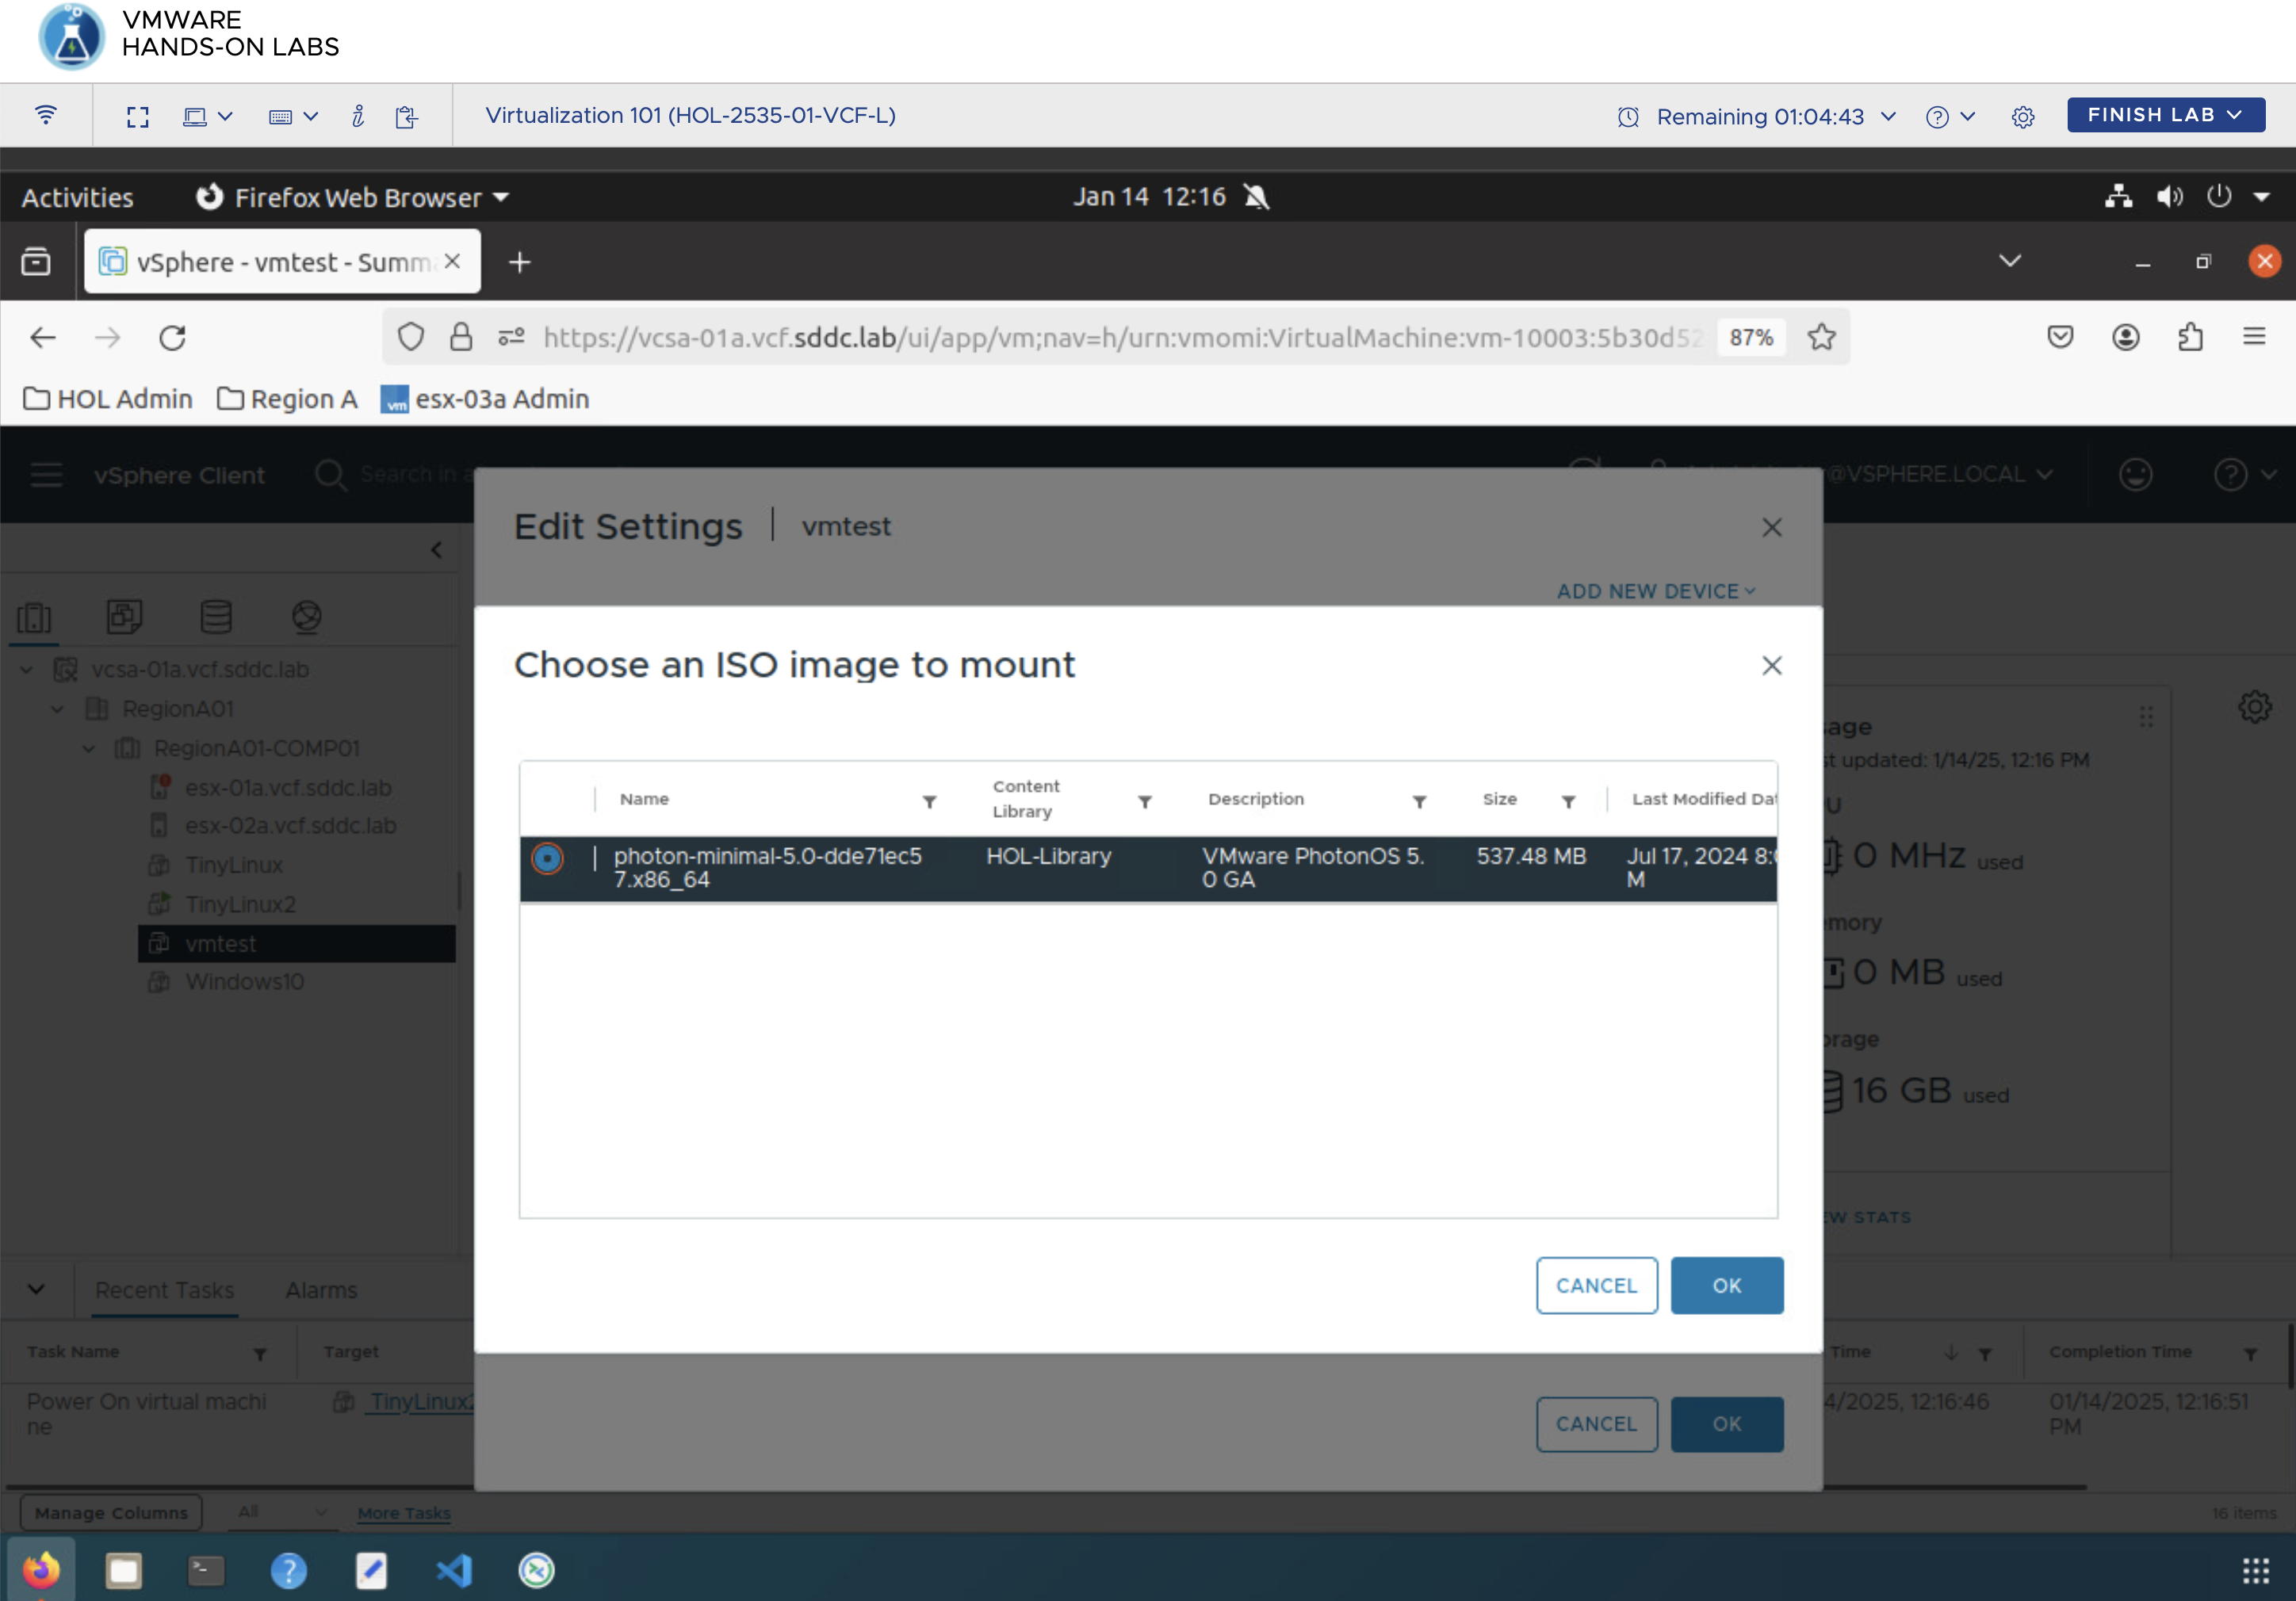 VMWARE
HANDS-ON LABS
Virtualization 101 (HOL-2535-01-VCF-L)
Remaining 01:04:43
FINISH LAB
Activities
Firefox Web Browser
Jan 14 12:16
vSphere - vmtest - Summ
https://vcsa-01a.vcf.sddc.lab/ui/app/vm;nav=h/urn:vmomi:VirtualMachine:vm-10003:5b30d52
87%
HOL Admin
Region A
vm
esx-03a Admin
vSphere Client
Search in a
@VSPHERE.LOCAL
Edit Settings | vmtest
ADD NEW DEVICE
vcsa-01a.vcf.sddc.lab
RegionA01
RegionA01-COMP01
esx-01a.vcf.sddc.lab
esx-02a.vcf.sddc.lab
TinyLinux
TinyLinux2
vmtest
Windows10
Choose an ISO image to mount
Name
Content
Library
Description
Size
Last Modified Dat
photon-minimal-5.0-dde71ec5
7.x86_64
HOL-Library
VMware PhotonOS 5.
0 GA
537.48 MB
Jul 17, 2024 8:
M
CANCEL
OK
age
st updated: 1/14/25, 12:16 PM
U
0 MHz used
mory
0 MB used
orage
16 GB used
EW STATS
Recent Tasks
Alarms
Task Name
Target
Time
Completion Time
Power On virtual machi
ne
TinyLinux2
4/2025, 12:16:46
01/14/2025, 12:16:51
PM
CANCEL
OK
Manage Columns
All
More Tasks
16 items